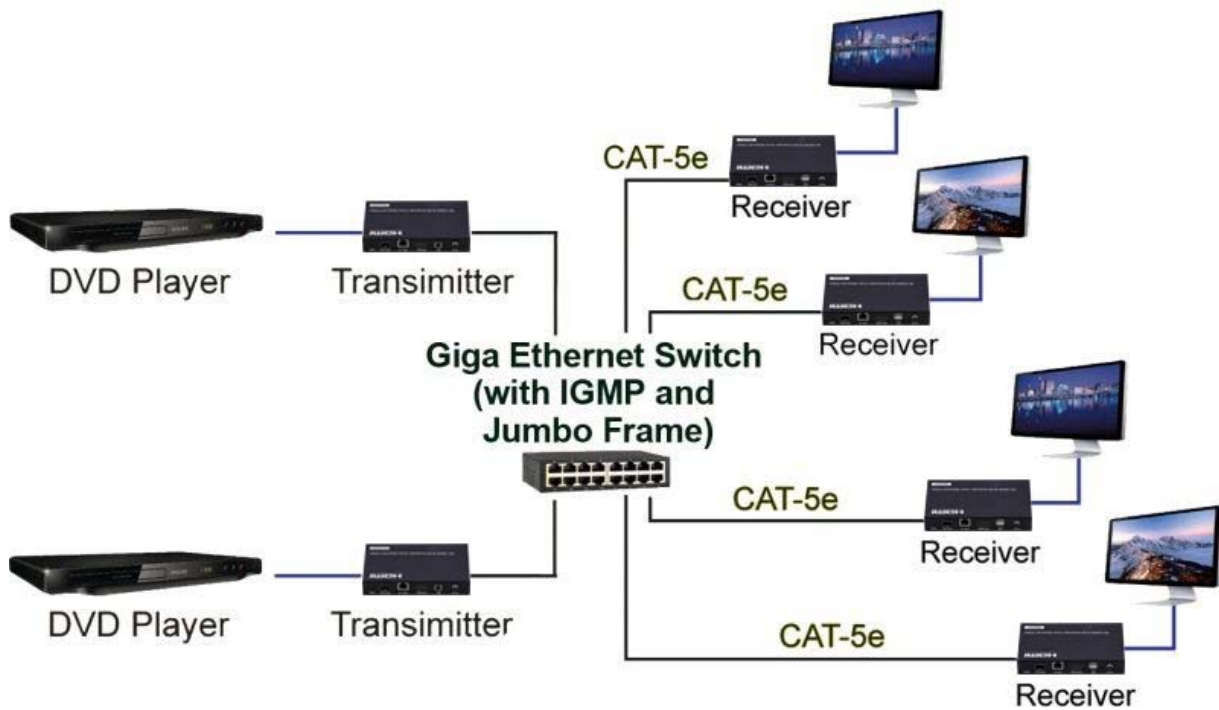 CAT-5e
Receiver
CAT-5e
Receiver
DVD Player
Transimitter
Giga Ethernet Switch
(with IGMP and
Jumbo Frame)
CAT-5e
Receiver
DVD Player
Transimitter
CAT-5e
Receiver